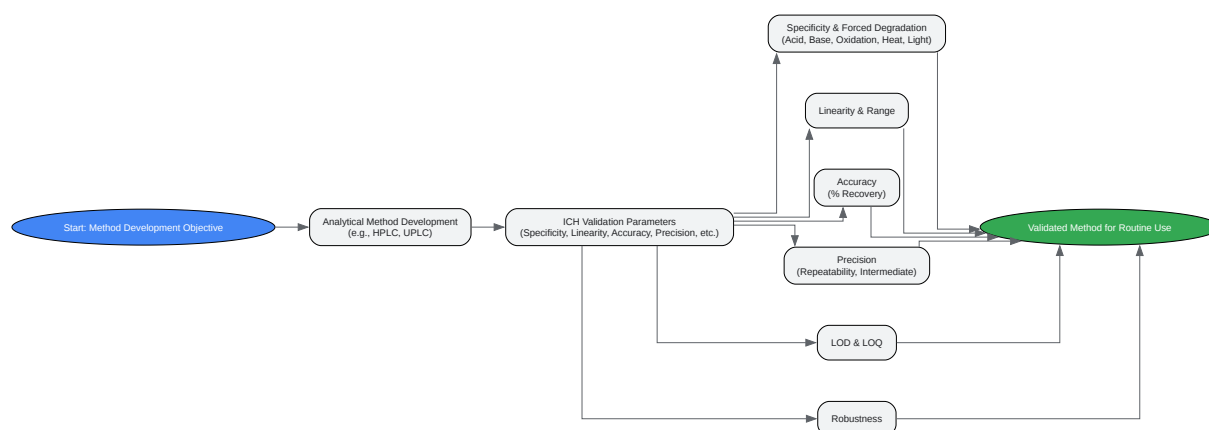 Specificity & Forced Degradation
(Acid, Base, Oxidation, Heat, Light)
Linearity & Range
Accuracy
(% Recovery)
Start: Method Development Objective
Analytical Method Development
(e.g., HPLC, UPLC)
ICH Validation Parameters
(Specificity, Linearity, Accuracy, Precision, etc.)
Validated Method for Routine Use
Precision
(Repeatability, Intermediate)
LOD & LOQ
Robustness